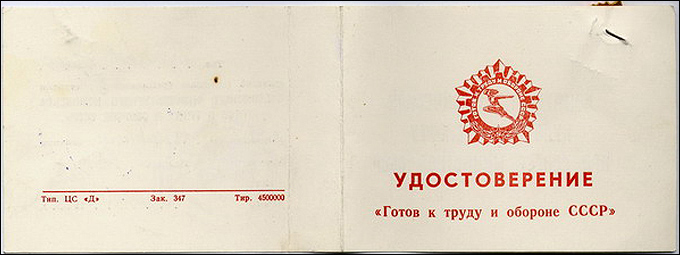 Тип. ЦС «Д» Зак. 347 Тир. 4500000
УДОСТОВЕРЕНИЕ
«Готов к труду и обороне СССР»